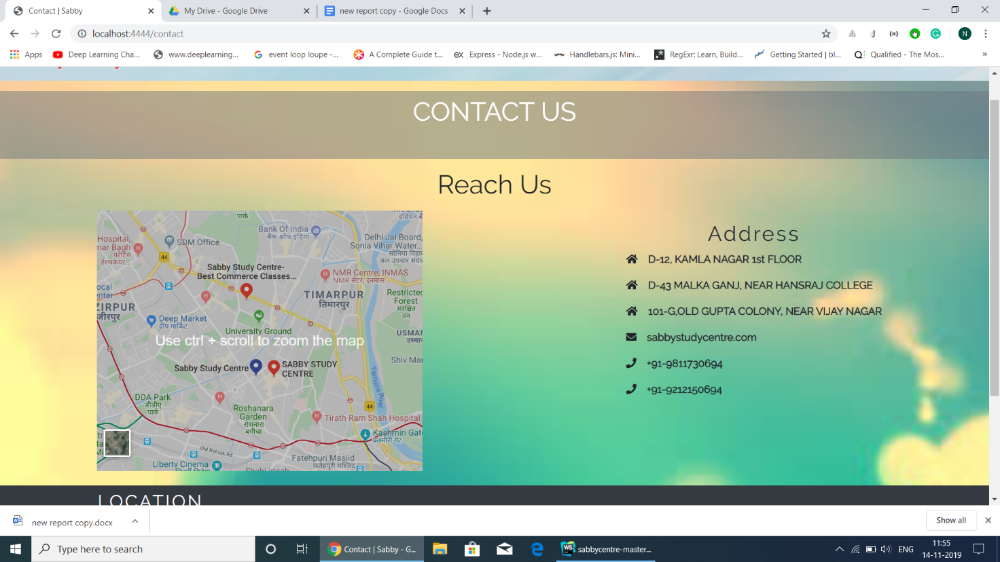 Contact | Sabby
My Drive - Google Drive
new report copy - Google Docs
localhost:4444/contact
N
Apps
Deep Learning Cha...
www.deeplearning...
event loop loupe -...
A Complete Guide t...
ex Express - Node.js w...
Handlebars.js: Mini...
RegExr: Learn, Build...
Getting Started | bl...
Qualified - The Mos...
CONTACT US
Reach Us
पार्क
Bank Of India
बैंक ऑफ इंडिया
Hospital,
SDM Office
44
Delhi Jal Board,
Sonia Vihar Water...
Sabby Study Centre-
Best Commerce Classes...
NMR Centre, INMAS
NMR सेंटर, इनमास
TIMARPUR
तिमारपुर
Restricted
Forest
संरक्षित
वन
ZIRPUR
जीरपुर
Deep Market
दीप मार्किट
University Ground
USMAN
Use ctrl + scroll to zoom the map
Shiv Mar
Sabby Study Centre
SABBY STUDY
CENTRE
Yamuna River
DDA Park
डीडीए
पार्क
44
Roshanara
Garden
रोशनारा
बगीचा
Tirath Ram Shah Hospital
Kashmiri Gate
कश्मीरी गेट
Old Rohtak Rd
Fatehpuri Masjid
फ़तेहपुरी मस्जिद
Liberty Cinema
Address
D-12, KAMLA NAGAR 1st FLOOR
D-43 MALKA GANJ, NEAR HANSRAJ COLLEGE
101-G,OLD GUPTA COLONY, NEAR VIJAY NAGAR
sabbystudycentre.com
+91-9811730694
+91-9212150694
LOCATION
new report copy.docx
Show all
Type here to search
Contact | Sabby - G...
WS
sabbycentre-master...
ENG
11:55
14-11-2019